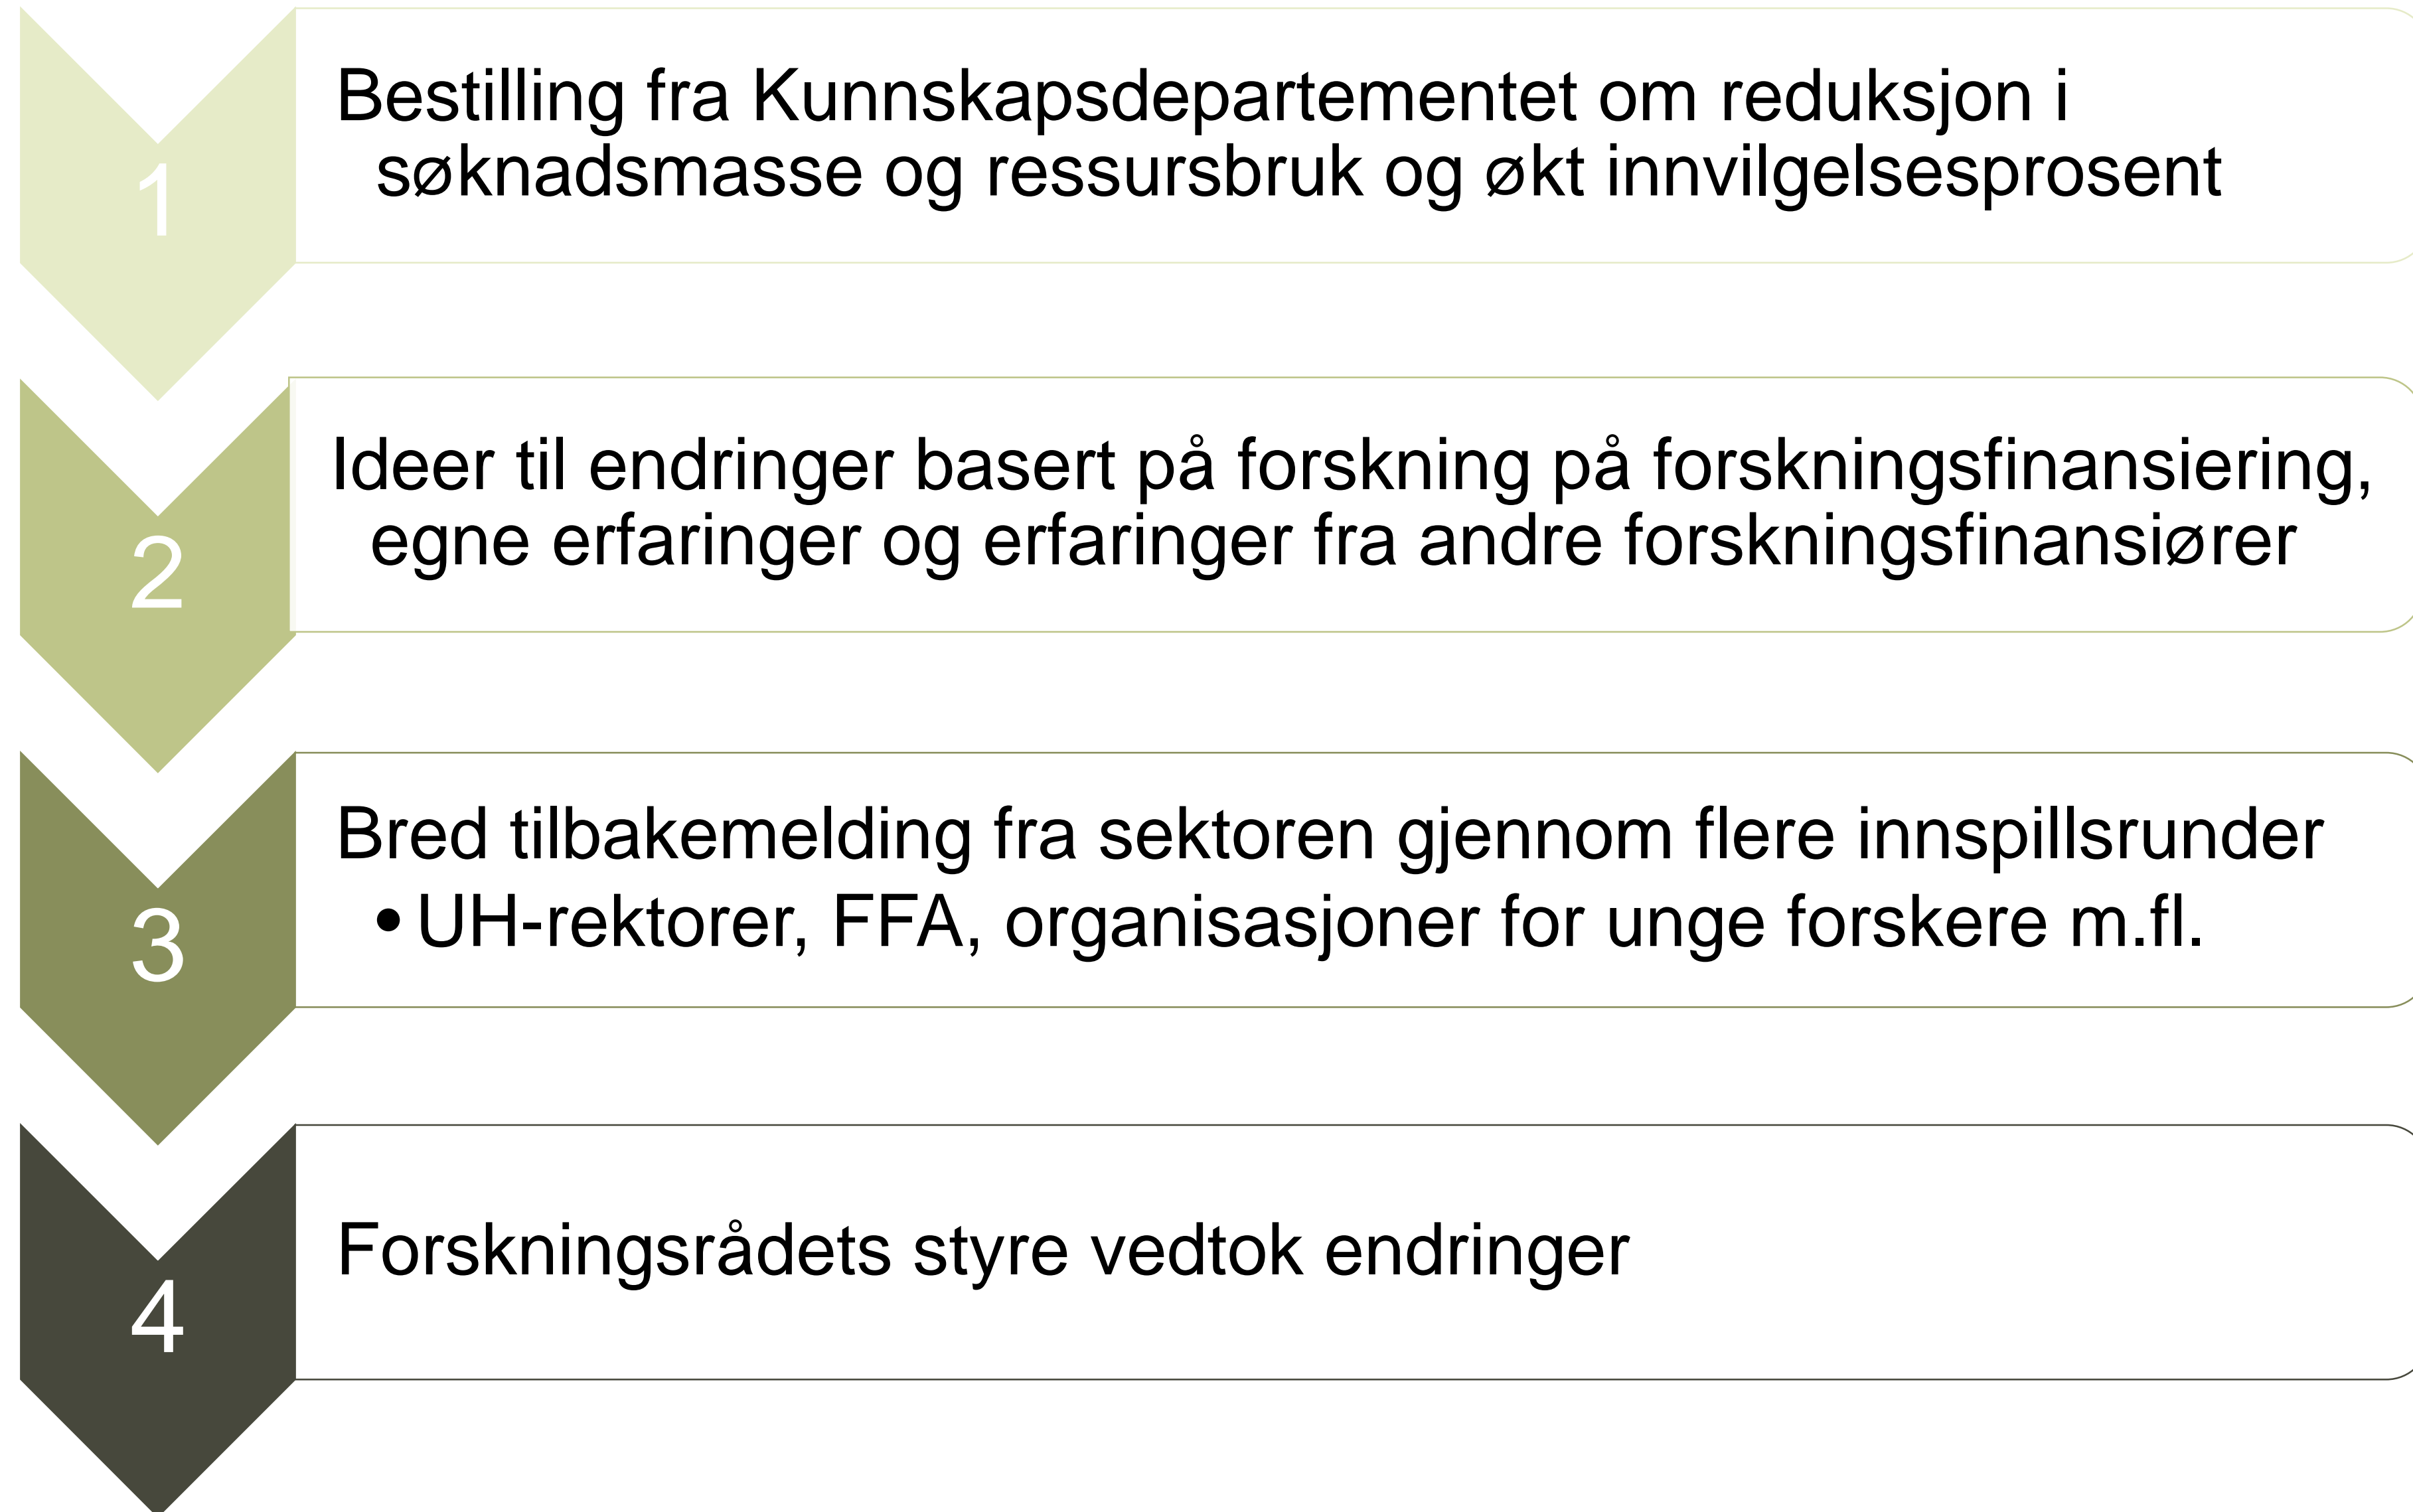 1
Bestilling fra Kunnskapsdepartementet om reduksjon i
søknadsmasse og ressursbruk og økt innvilgelsesprosent
2
Ideer til endringer basert på forskning på forskningsfinansiering,
egne erfaringer og erfaringer fra andre forskningsfinansiører
3
Bred tilbakemelding fra sektoren gjennom flere innspillsrunder
• UH-rektorer, FFA, organisasjoner for unge forskere m.fl.
4
Forskningsrådets styre vedtok endringer